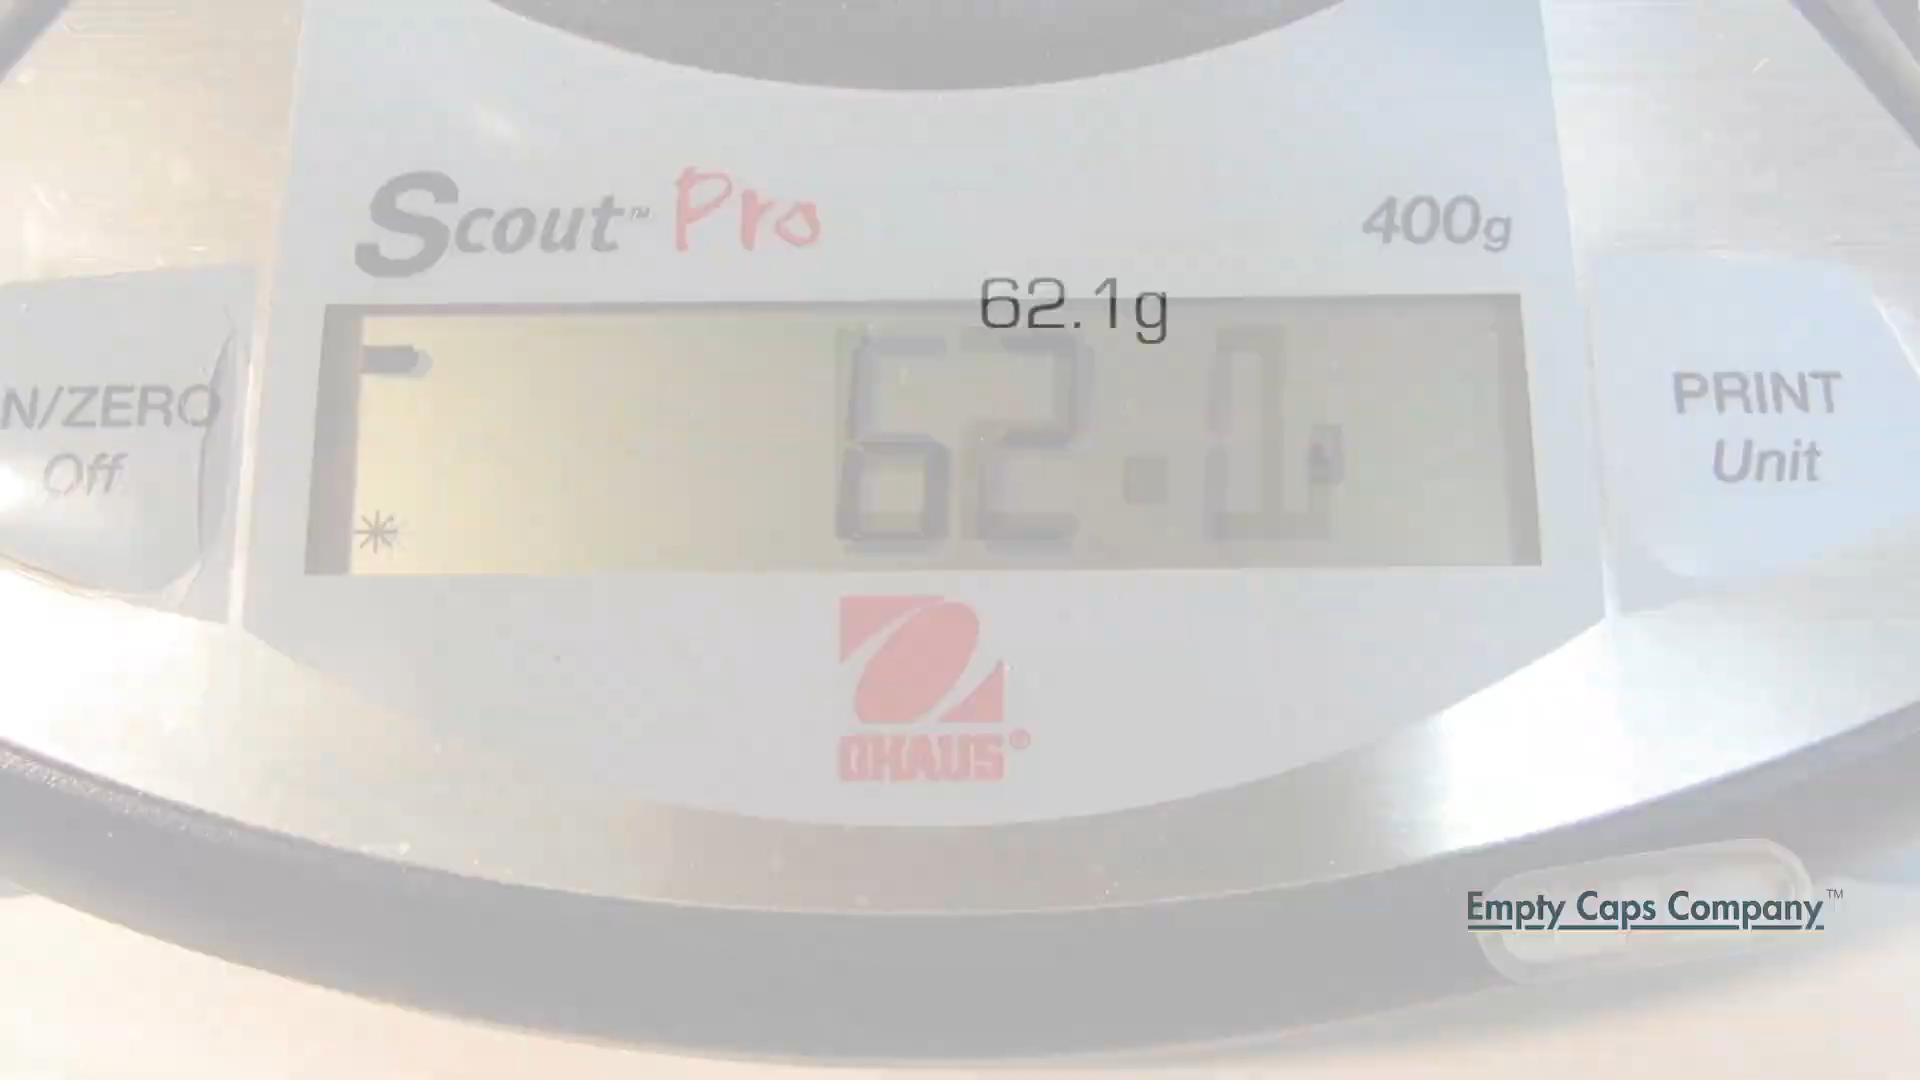 Scout™ Pro
400g
62.1g
62.1
N/ZERO
Off
PRINT
Unit
OHAUS®
Empty Caps Company™